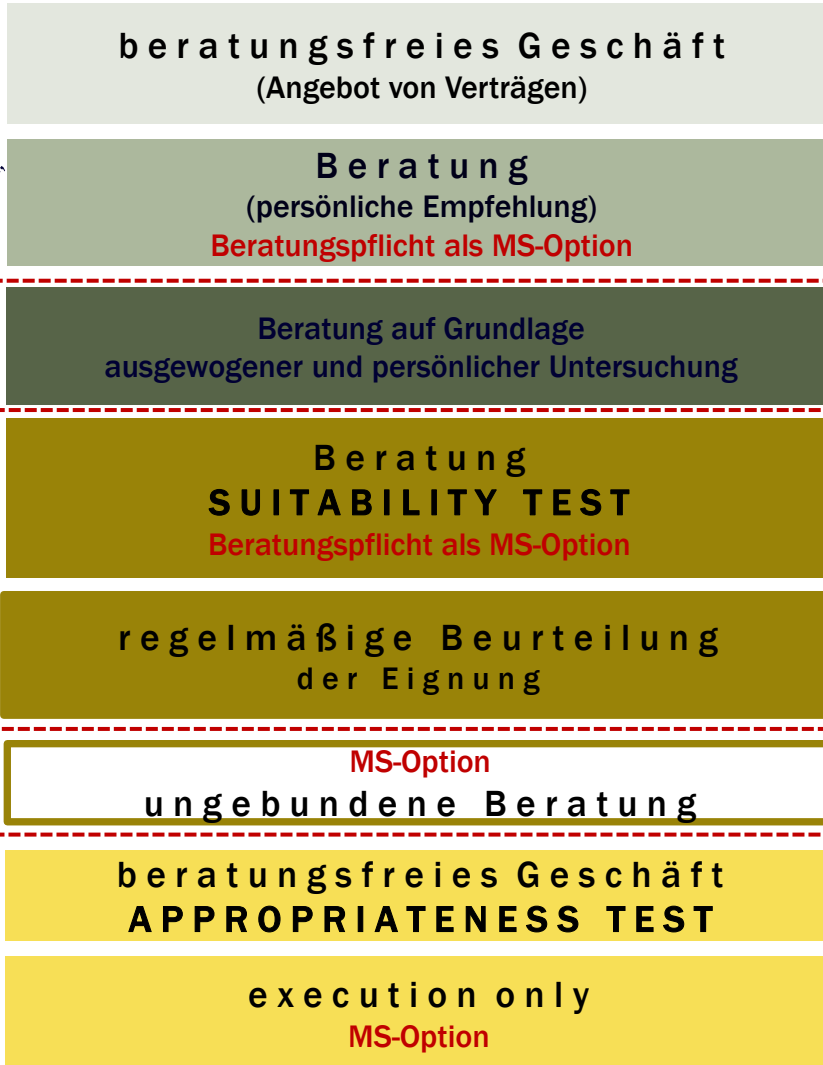 beratungsfreies Geschäft
(Angebot von Verträgen)
Beratung
(persönliche Empfehlung)
Beratungspflicht als MS-Option
Beratung auf Grundlage
ausgewogener und persönlicher Untersuchung
Beratung
SUITABILITY TEST
Beratungspflicht als MS-Option
regelmäßige Beurteilung
der Eignung
MS-Option
ungebundene Beratung
beratungsfreies Geschäft
APPROPRIATENESS TEST
execution only
MS-Option